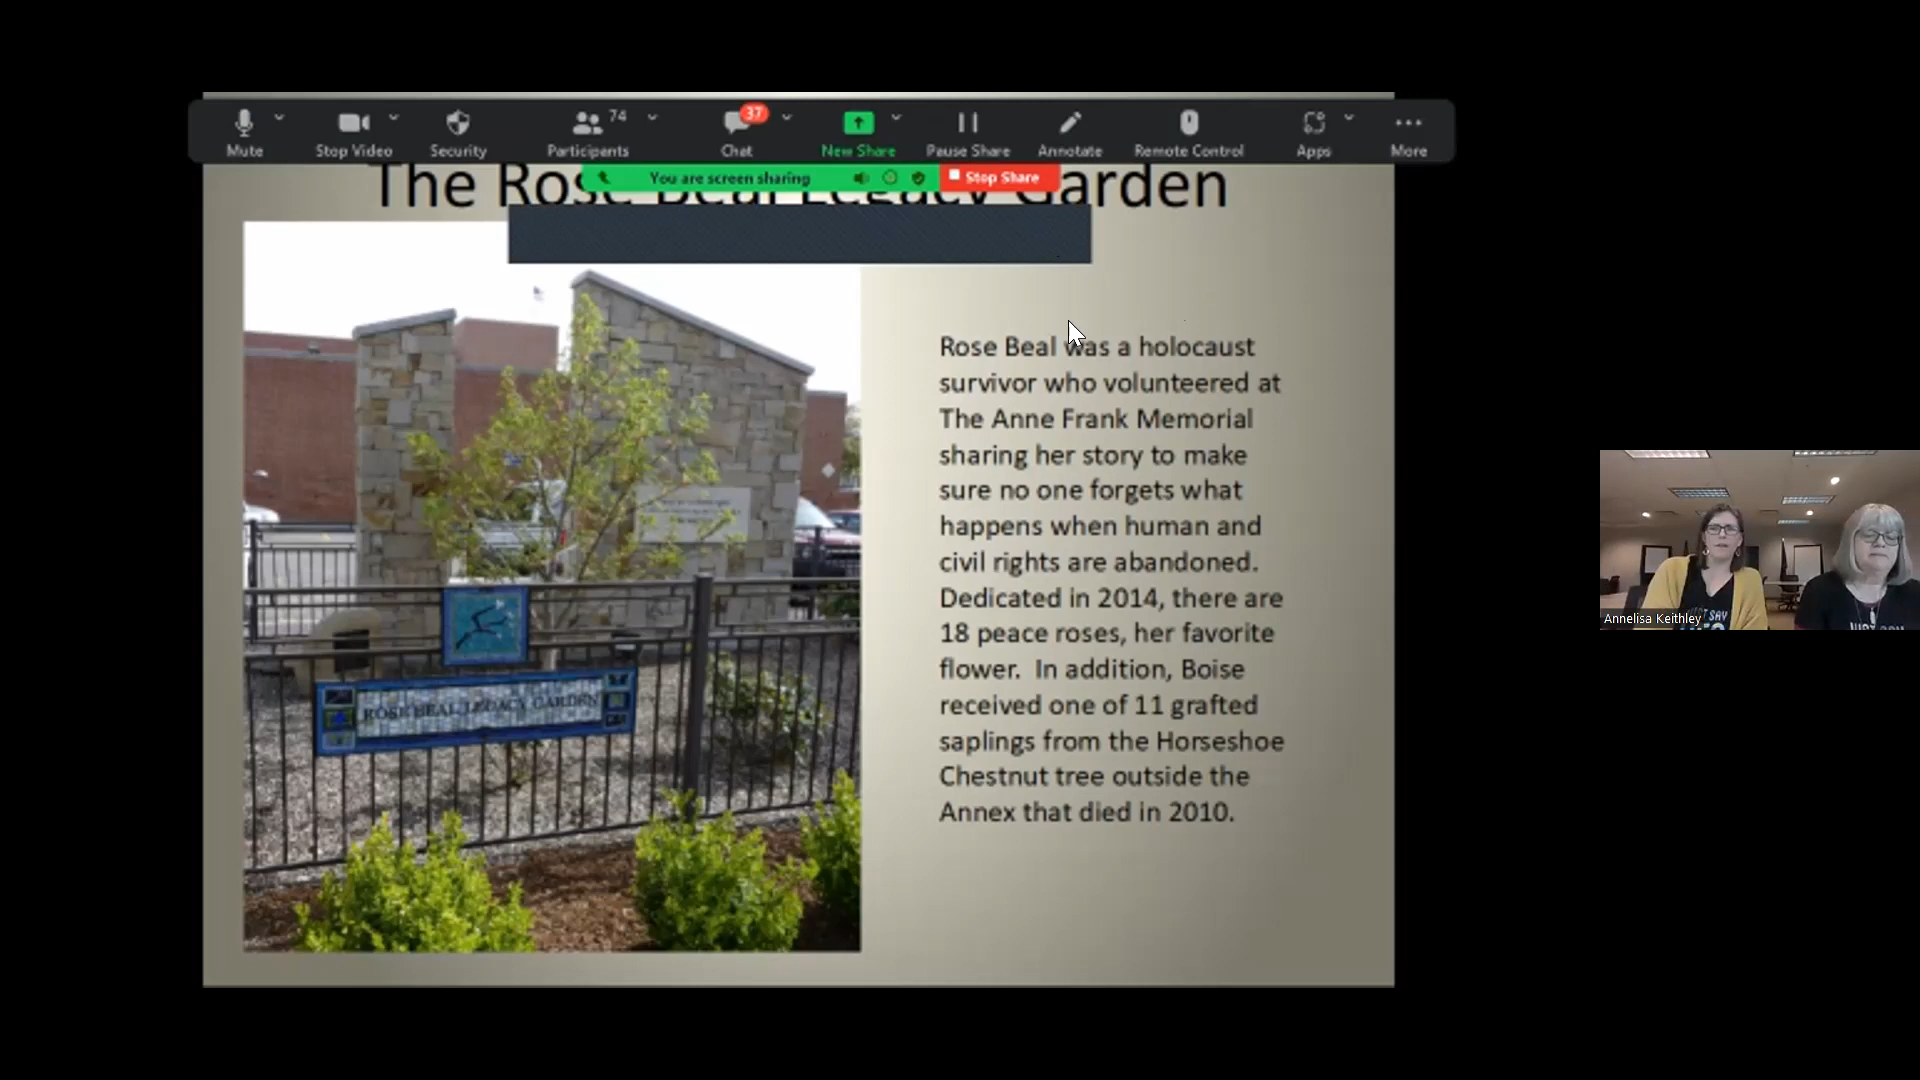 Mute
Stop Video
Security
Participants
74
Chat
37
New Share
Pause Share
Annotate
Remote Control
Apps
More
You are screen sharing
Stop Share
The Rose Beal Legacy Garden
ROSE BEAL LEGACY GARDEN
Rose Beal was a holocaust
survivor who volunteered at
The Anne Frank Memorial
sharing her story to make
sure no one forgets what
happens when human and
civil rights are abandoned.
Dedicated in 2014, there are
18 peace roses, her favorite
flower. In addition, Boise
received one of 11 grafted
saplings from the Horseshoe
Chestnut tree outside the
Annex that died in 2010.
Annelisa Keithley